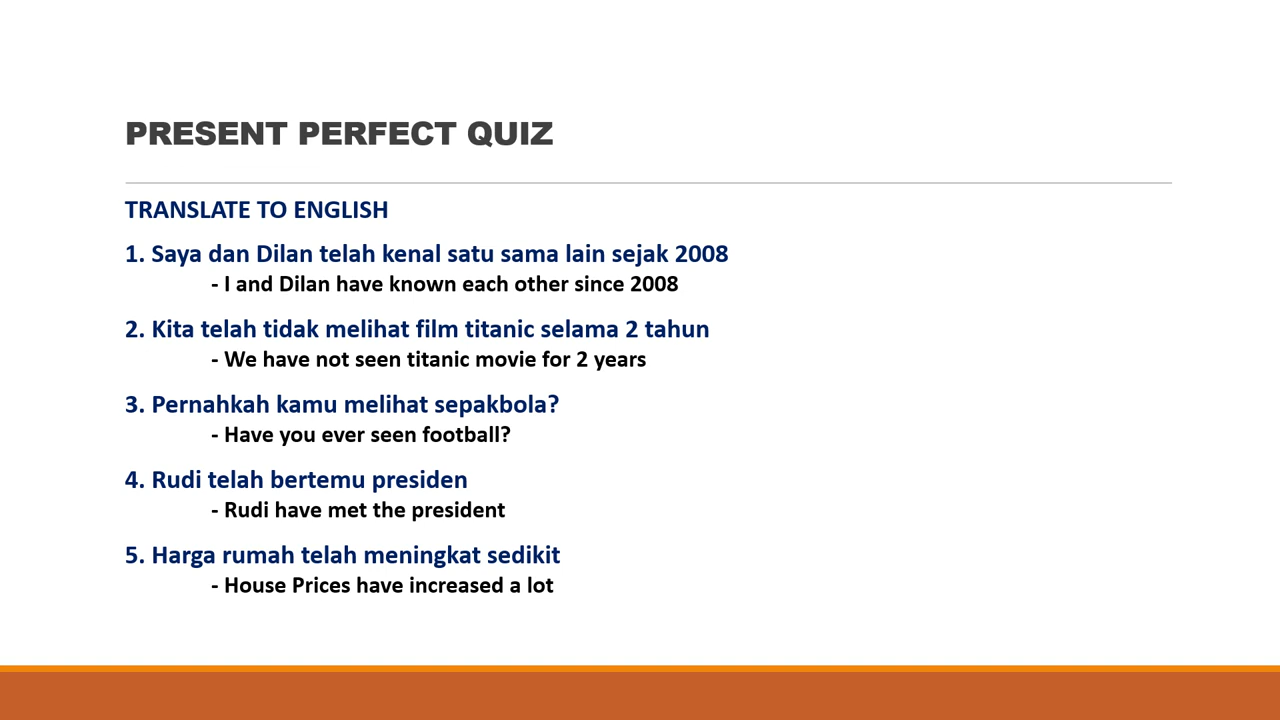 PRESENT PERFECT QUIZ
TRANSLATE TO ENGLISH
1. Saya dan Dilan telah kenal satu sama lain sejak 2008
- I and Dilan have known each other since 2008
2. Kita telah tidak melihat film titanic selama 2 tahun
- We have not seen titanic movie for 2 years
3. Pernahkah kamu melihat sepakbola?
- Have you ever seen football?
4. Rudi telah bertemu presiden
- Rudi have met the president
5. Harga rumah telah meningkat sedikit
- House Prices have increased a lot